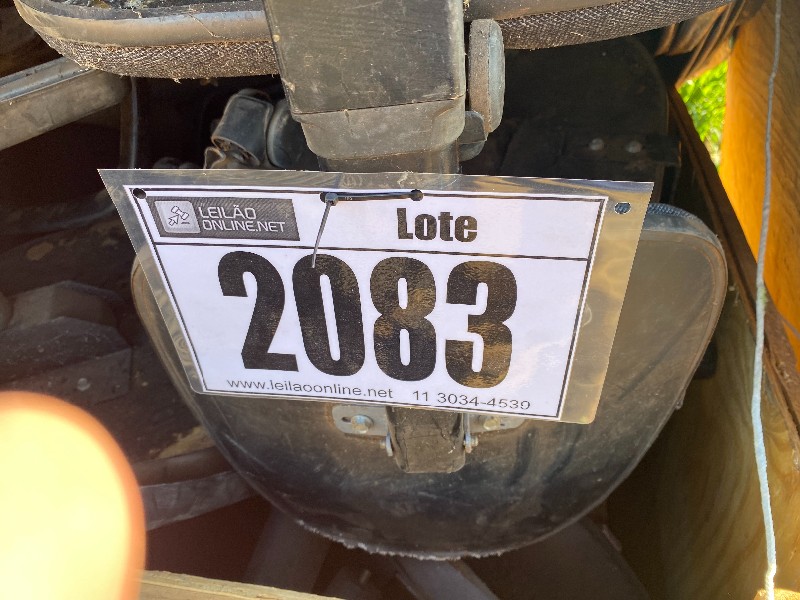 LEILÃO
ONLINE.NET
Lote
2083
www.leilaoonline.net 11 3034-4539